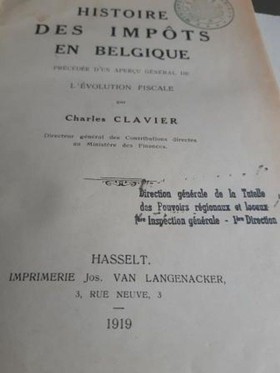 HISTOIRE
DES IMPÔTS
EN BELGIQUE
PRÉCÉDÉE D'UN APERÇU GÉNÉRAL DE
L'ÉVOLUTION FISCALE
par
Charles CLAVIER
Directeur général des Contributions directes
au Ministère des Finances.
Direction générale de la Tutelle
des Pouvoirs régionaux et locaux
1ère Inspection générale - 1ère Direction
HASSELT.
IMPRIMERIE Jos. VAN LANGENACKER,
3, RUE NEUVE, 3
1919